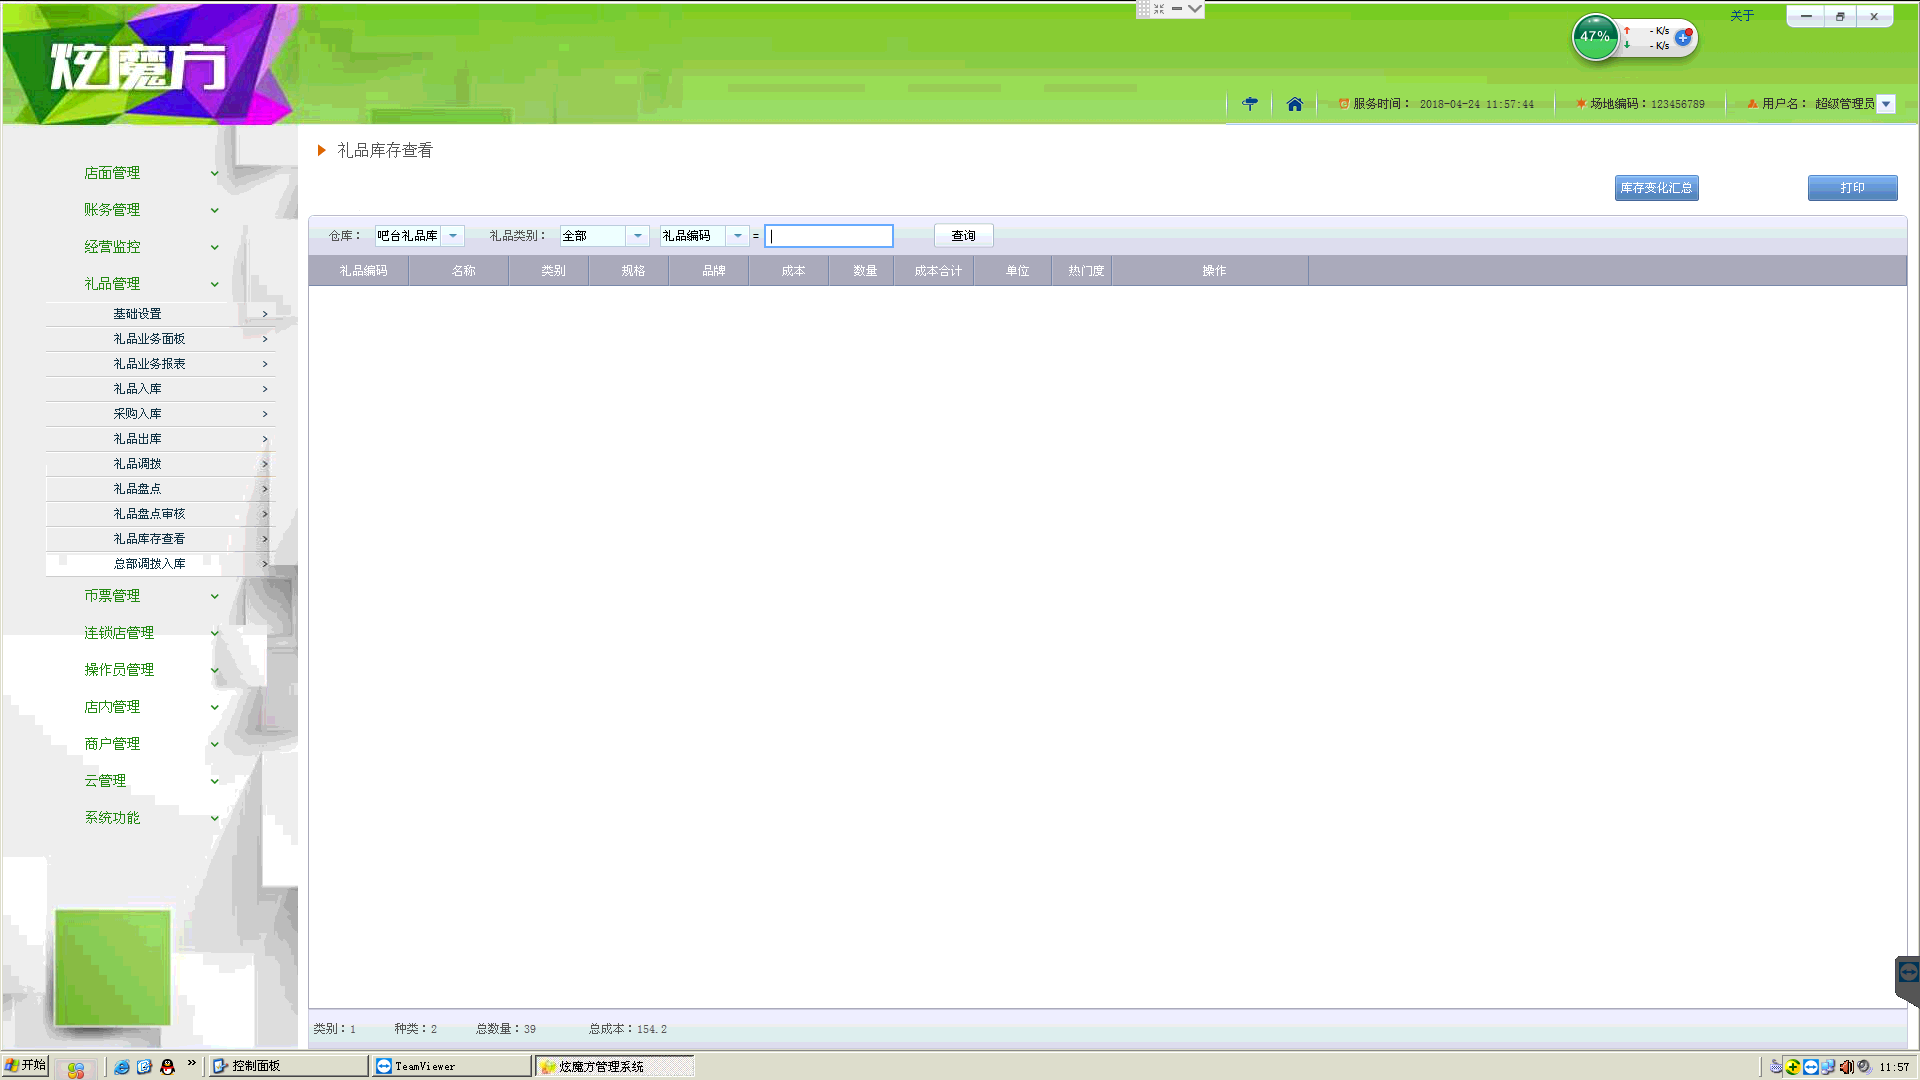 炫魔方
关于
47%
- K/s
- K/s
服务时间： 2018-04-24 11:57:44
场地编码：123456789
用户名： 超级管理员
礼品库存查看
库存变化汇总
打印
仓库： 吧台礼品库 礼品类别： 全部 礼品编码 = 查询
礼品编码 名称 类别 规格 品牌 成本 数量 成本合计 单位 热门度 操作
店面管理
账务管理
经营监控
礼品管理
基础设置
礼品业务面板
礼品业务报表
礼品入库
采购入库
礼品出库
礼品调拨
礼品盘点
礼品盘点审核
礼品库存查看
总部调拨入库
币票管理
连锁店管理
操作员管理
店内管理
商户管理
云管理
系统功能
类别：1 种类：2 总数量：39 总成本：154.2
开始
控制面板
TeamViewer
炫魔方管理系统
11:57